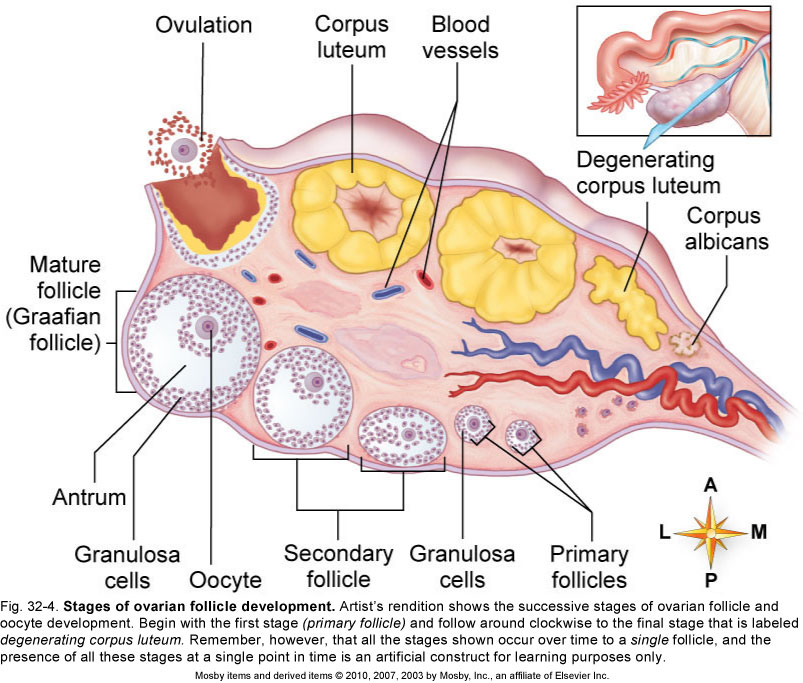 Ovulation
Corpus
luteum
Blood
vessels
Degenerating
corpus luteum
Corpus
albicans
Mature
follicle
(Graafian
follicle)
Antrum
Granulosa
cells
Oocyte
Secondary
follicle
Granulosa
cells
Primary
follicles
A
L
M
P
Fig. 32-4. Stages of ovarian follicle development. Artist's rendition shows the successive stages of ovarian follicle and
oocyte development. Begin with the first stage (primary follicle) and follow around clockwise to the final stage that is labeled
degenerating corpus luteum. Remember, however, that all the stages shown occur over time to a single follicle, and the
presence of all these stages at a single point in time is an artificial construct for learning purposes only.
Mosby items and derived items © 2010, 2007, 2003 by Mosby, Inc., an affiliate of Elsevier Inc.